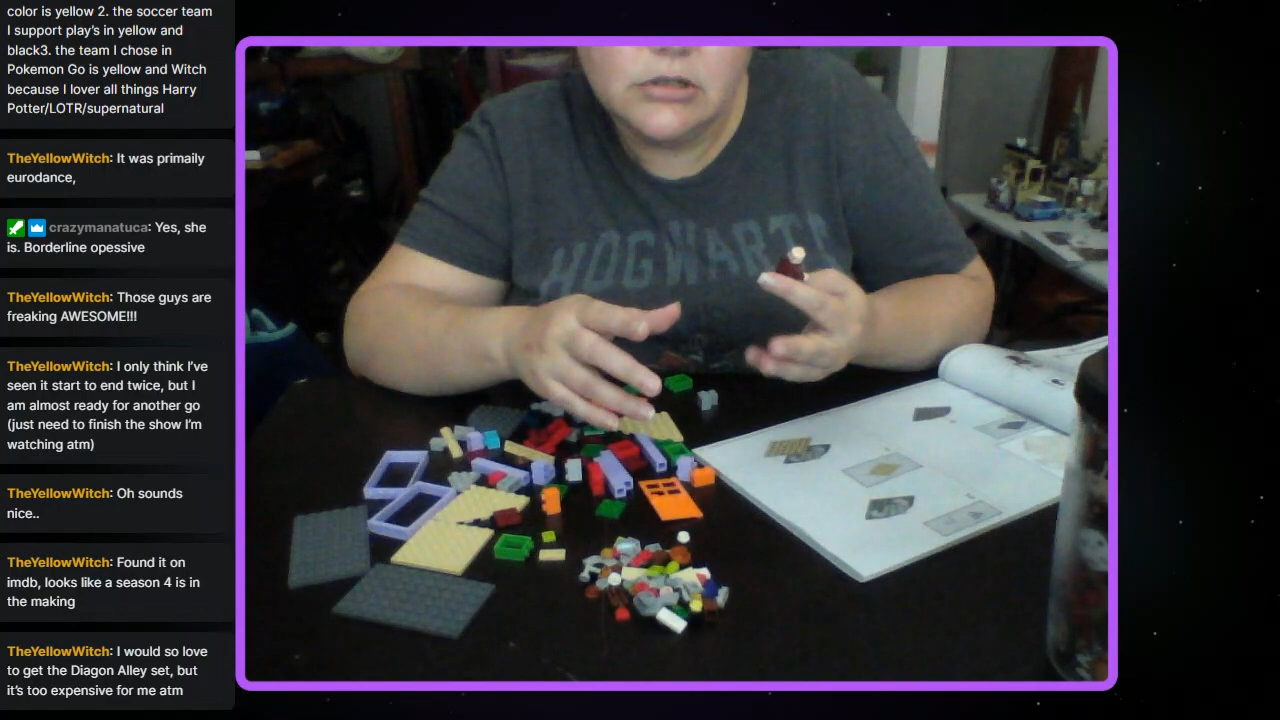 color is yellow 2. the soccer team
I support play's in yellow and
black3. the team I chose in
Pokemon Go is yellow and Witch
because I lover all things Harry
Potter/LOTR/supernatural
TheYellowWitch: It was primaily
eurodance,
crazymanatuca: Yes, she
is. Borderline opessive
TheYellowWitch: Those guys are
freaking AWESOME!!!
TheYellowWitch: I only think I've
seen it start to end twice, but I
am almost ready for another go
(just need to finish the show I'm
watching atm)
TheYellowWitch: Oh sounds
nice..
TheYellowWitch: Found it on
imdb, looks like a season 4 is in
the making
TheYellowWitch: I would so love
to get the Diagon Alley set, but
it's too expensive for me atm
HOGWARTS